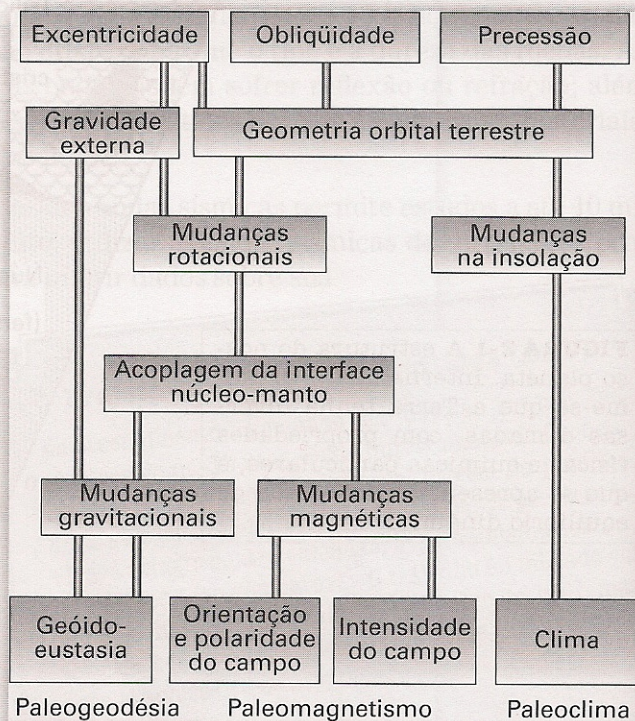 Excentricidade
Obliqüidade
Precessão
Gravidade
externa
Geometria orbital terrestre
Mudanças
rotacionais
Mudanças
na insolação
Acoplagem da interface
núcleo-manto
Mudanças
gravitacionais
Mudanças
magnéticas
Geóido-
eustasia
Orientação
e polaridade
do campo
Intensidade
do campo
Clima
Paleogeodésia
Paleomagnetismo
Paleoclima